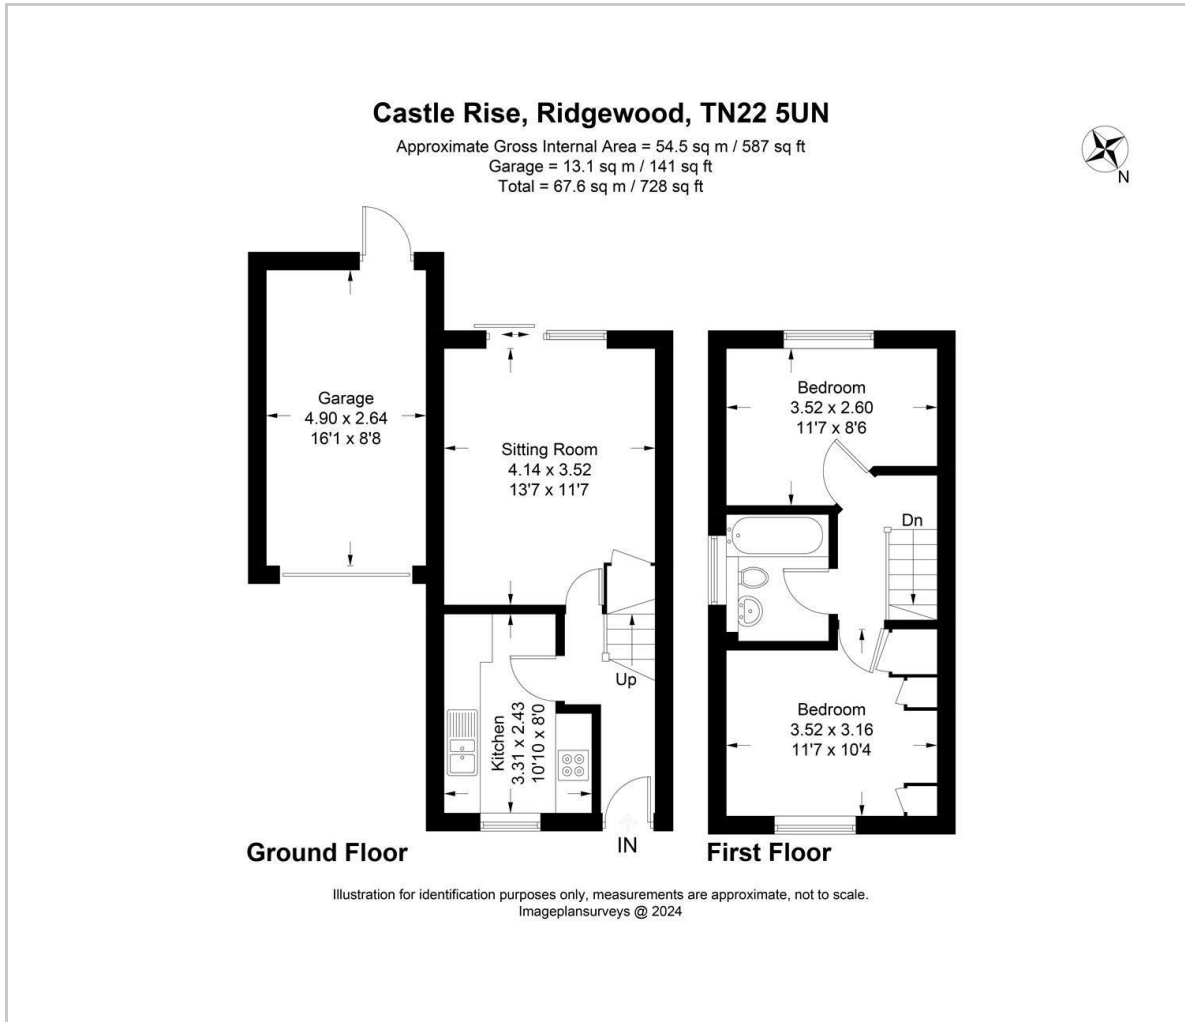 Castle Rise, Ridgewood, TN22 5UN
Approximate Gross Internal Area = 54.5 sq m / 587 sq ft
Garage = 13.1 sq m / 141 sq ft
Total = 67.6 sq m / 728 sq ft
N
Garage
4.90 x 2.64
16'1 x 8'8
Sitting Room
4.14 x 3.52
13'7 x 11'7
Kitchen
3.31 x 2.43
10'10 x 8'0
Up
IN
Ground Floor
Bedroom
3.52 x 2.60
11'7 x 8'6
Dn
Bedroom
3.52 x 3.16
11'7 x 10'4
First Floor
Illustration for identification purposes only, measurements are approximate, not to scale.
Imageplansurveys @ 2024